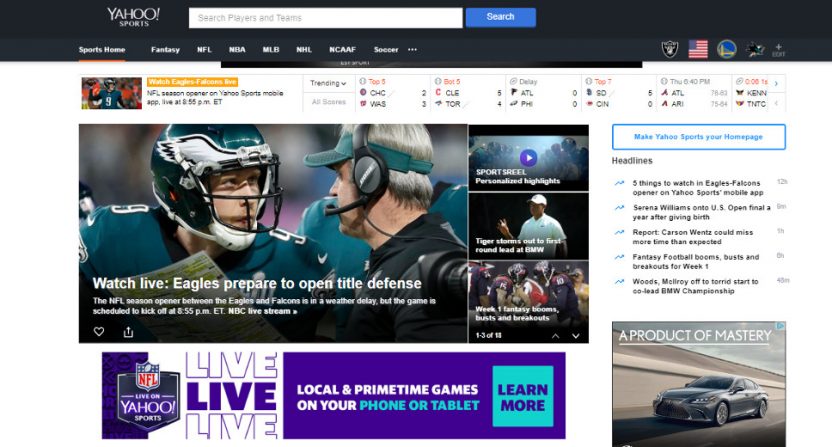 YAHOO!
SPORTS
Search Players and Teams
Search
Sports Home
Fantasy
NFL
NBA
MLB
NHL
NCAAF
Soccer
EDIT
Watch Eagles-Falcons live
NFL season opener on Yahoo Sports mobile
app, live at 8:55 p.m. ET
Trending
All Scores
Top 5
CHC 2
WAS 3
Bot 5
CLE 5
TOR 4
Delay
ATL 0
PHI 0
Top 7
SD 5
CIN 0
Thu 6:40 PM
ATL 76-63
ARI 75-64
KENN
TNTC
Watch live: Eagles prepare to open title defense
The NFL season opener between the Eagles and Falcons is in a weather delay, but the game is
scheduled to kick off at 8:55 p.m. ET. NBC live stream »
SPORTSREEL
Personalized highlights
Tiger storms out to first-
round lead at BMW
Week 1 fantasy booms,
busts and breakouts
1-3 of 18
Make Yahoo Sports your Homepage
Headlines
5 things to watch in Eagles-Falcons 12h
opener on Yahoo Sports' mobile app
Serena Williams onto U.S. Open final a
year after giving birth
Report: Carson Wentz could miss 1h
more time than expected
Fantasy Football booms, busts and
breakouts for Week 1
Woods, McIlroy off to torrid start to 48m
co-lead BMW Championship
A PRODUCT OF MASTERY
NFL
LIVE ON
YAHOO!
SPORTS
LIVE
LIVE
LIVE
LOCAL & PRIMETIME GAMES
ON YOUR PHONE OR TABLET
LEARN
MORE